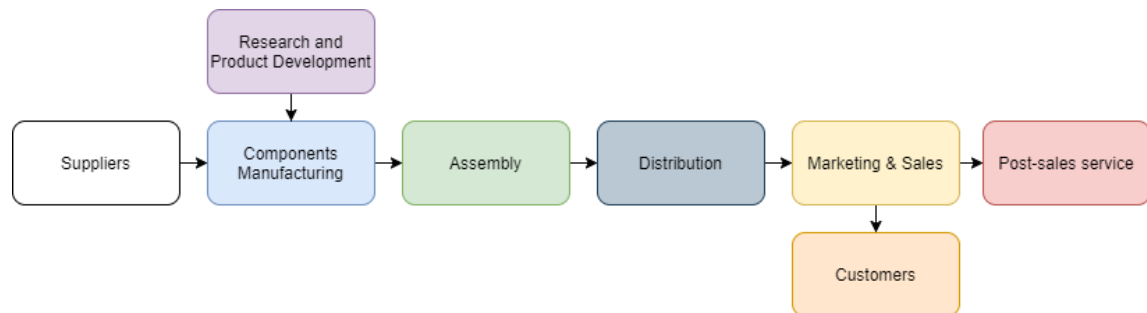 Research and
Product Development
Suppliers
Components
Manufacturing
Assembly
Distribution
Marketing & Sales
Post-sales service
Customers